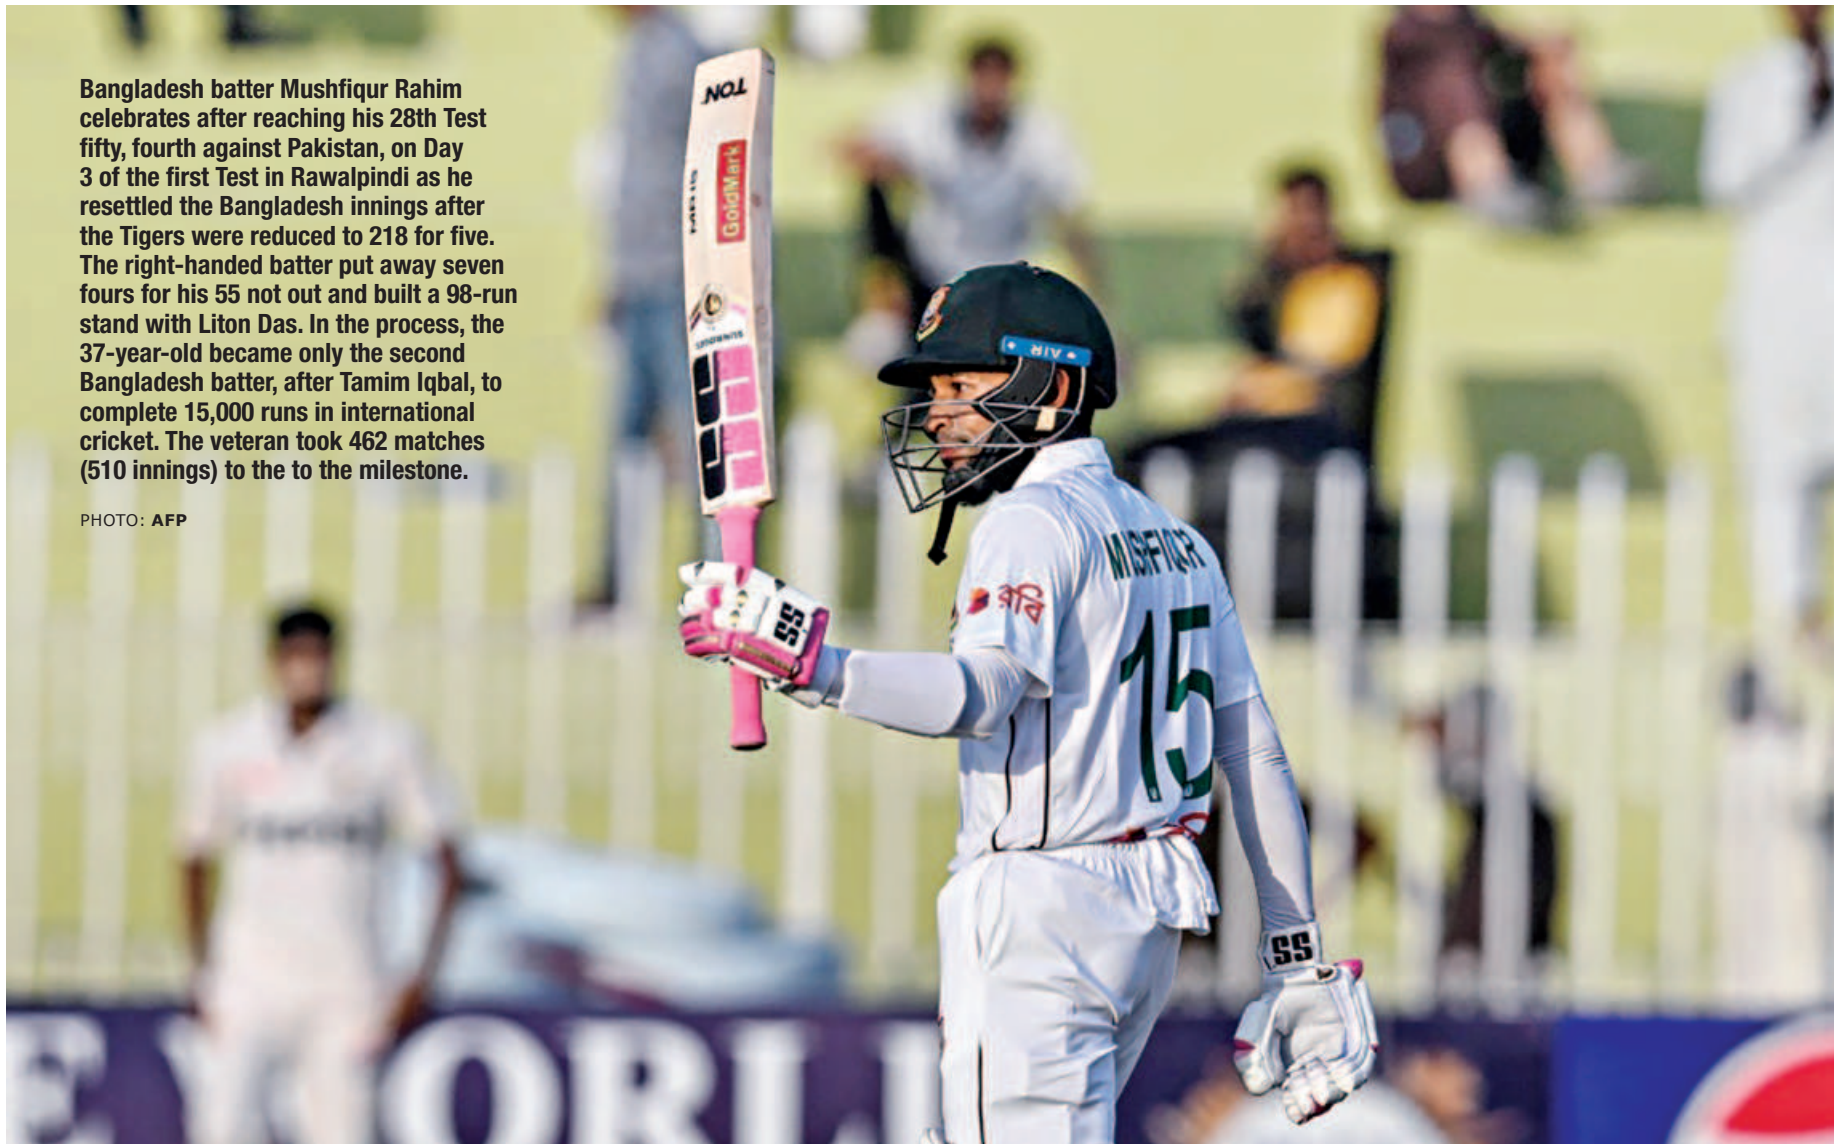 Bangladesh batter Mushfiqur Rahim
celebrates after reaching his 28th Test
fifty, fourth against Pakistan, on Day
3 of the first Test in Rawalpindi as he
resettled the Bangladesh innings after
the Tigers were reduced to 218 for five.
The right-handed batter put away seven
fours for his 55 not out and built a 98-run
stand with Liton Das. In the process, the
37-year-old became only the second
Bangladesh batter, after Tamim Iqbal, to
complete 15,000 runs in international
cricket. The veteran took 462 matches
(510 innings) to the to the milestone.
PHOTO: AFP
TON
GoldMark
MR 15
SS
AIR
MUSHFIQUR
রবি
SS
15
SS
E WORL